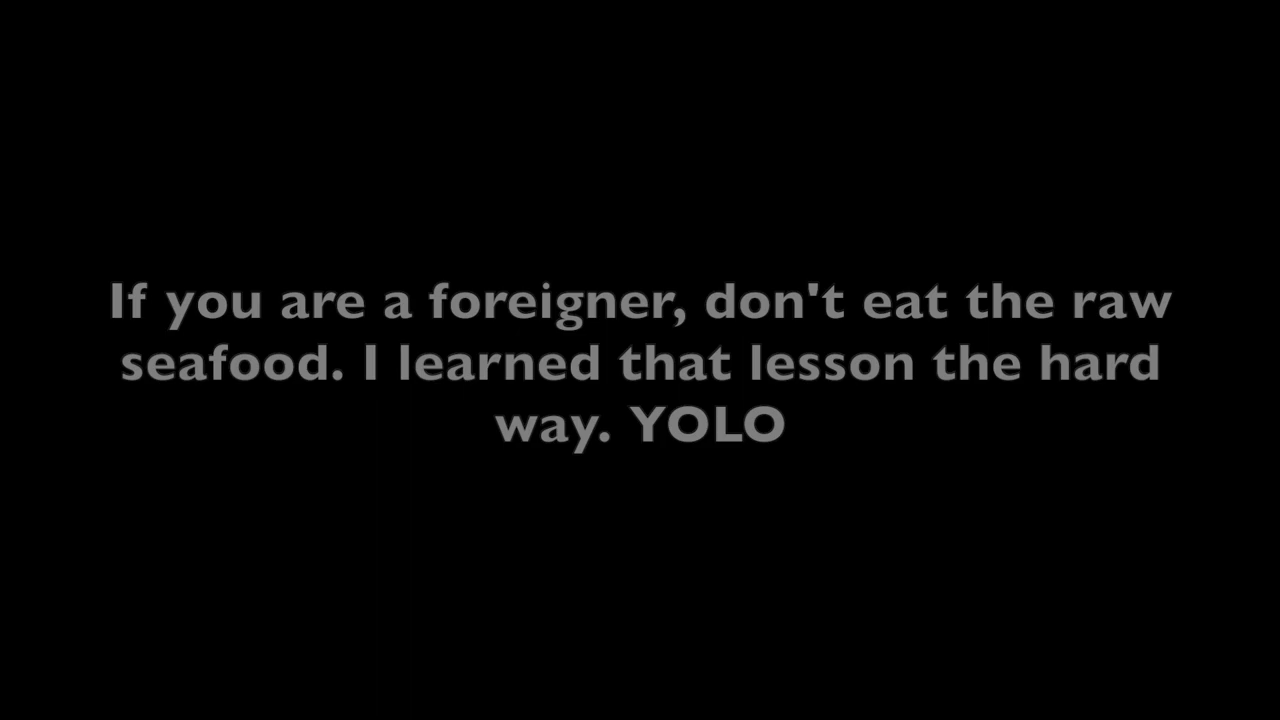 If you are a foreigner, don't eat the raw
seafood. I learned that lesson the hard
way. YOLO